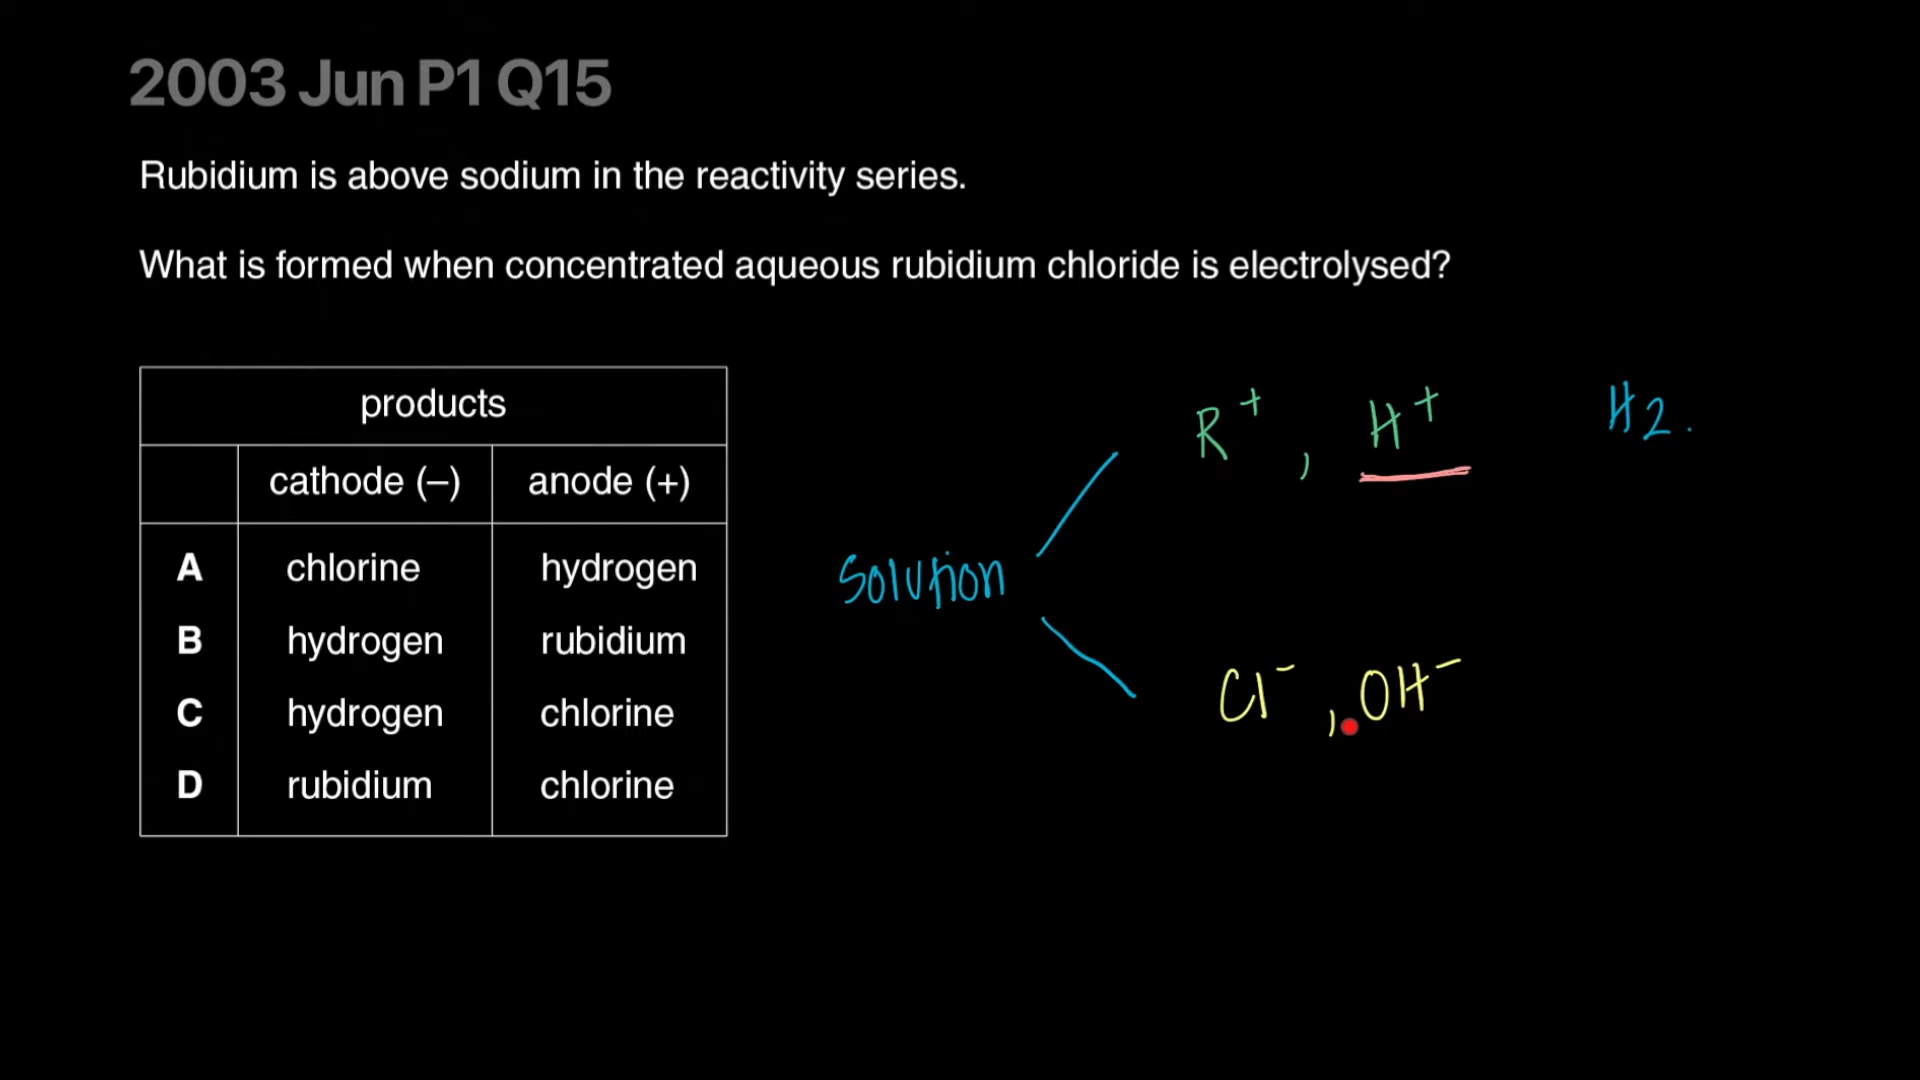 2003 Jun P1 Q15
Rubidium is above sodium in the reactivity series.
What is formed when concentrated aqueous rubidium chloride is electrolysed?
products
cathode (–) anode (+)
A chlorine hydrogen
B hydrogen rubidium
C hydrogen chlorine
D rubidium chlorine
R+ , H+ H2.
Solution
Cl- , OH-